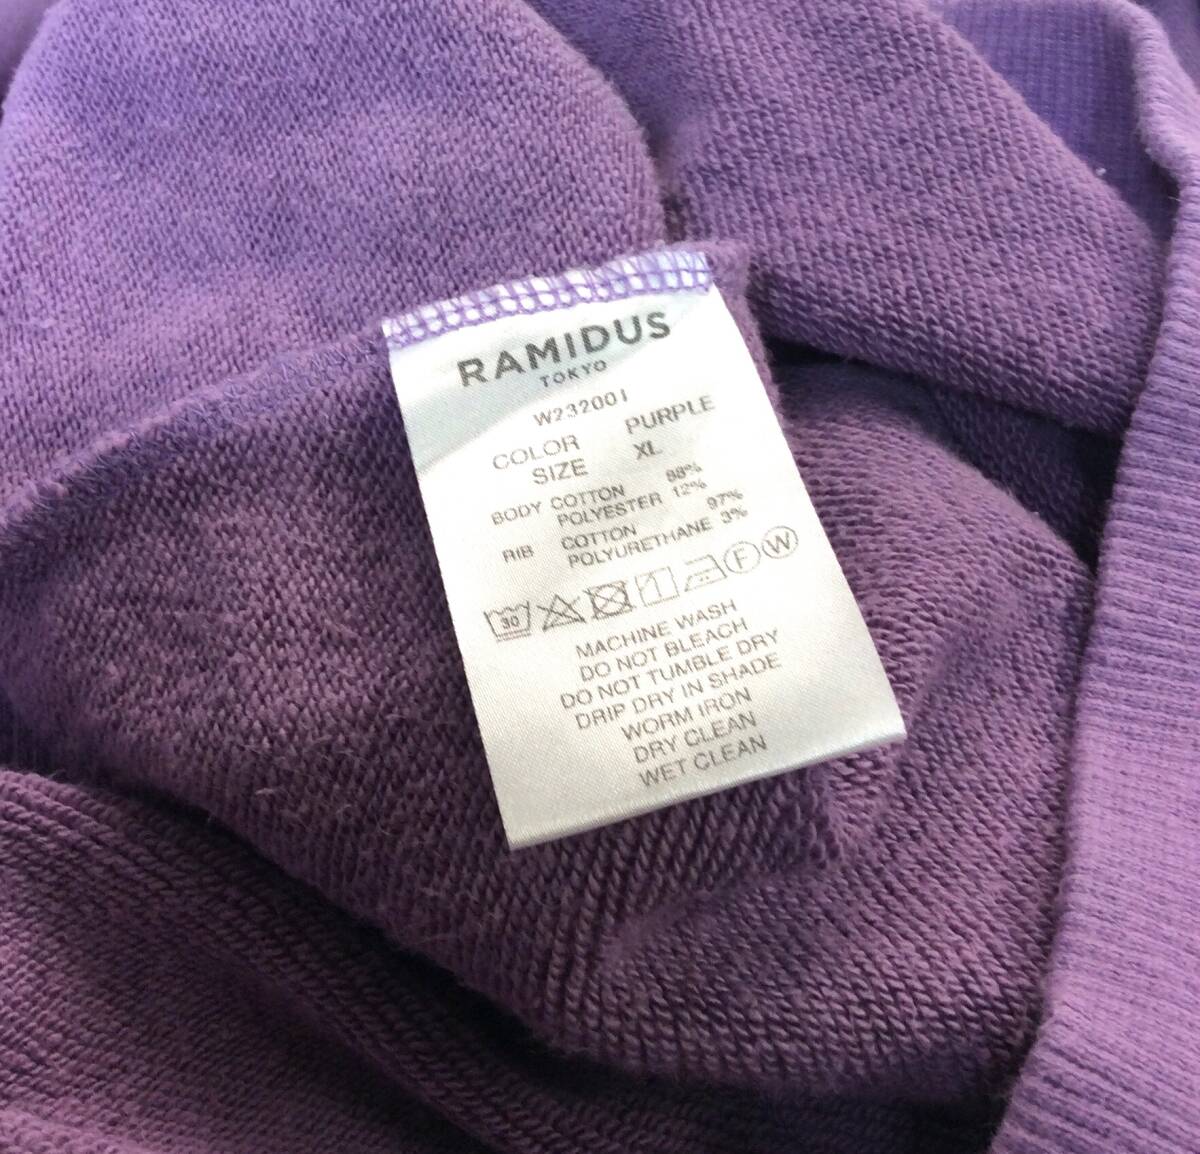 RAMIDUS
TOKYO
W232001
COLOR PURPLE
SIZE XL
BODY COTTON 88%
POLYESTER 12%
RIB COTTON 97%
POLYURETHANE 3%
30 F W
MACHINE WASH
DO NOT BLEACH
DO NOT TUMBLE DRY
DRIP DRY IN SHADE
WORM IRON
DRY CLEAN
WET CLEAN